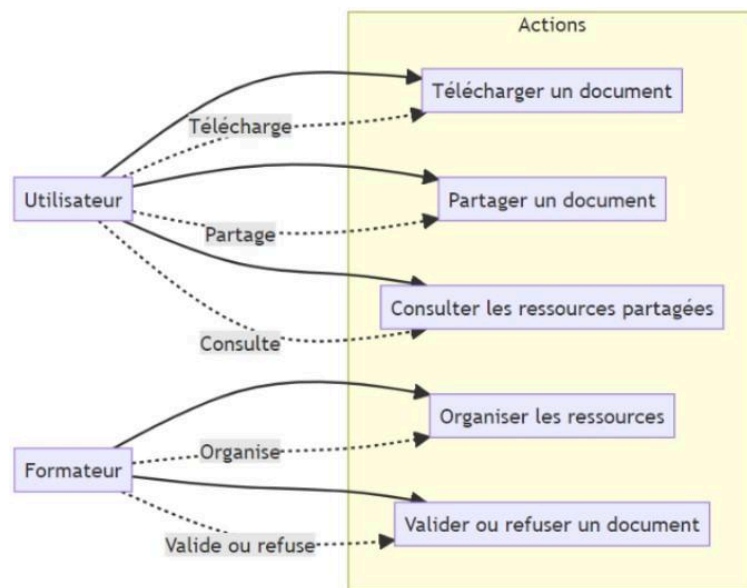 Actions
Télécharger un document
Télécharge
Utilisateur
Partager un document
Partage
Consulter les ressources partagées
Consulte
Organiser les ressources
Organise
Formateur
Valider ou refuser un document
Valide ou refuse